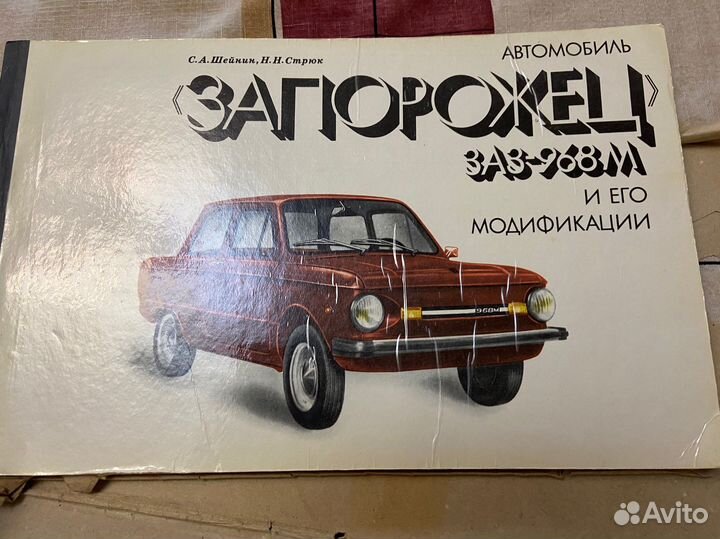 С.А.Шейнин, Н.Н.Стрюк
АВТОМОБИЛЬ
«ЗАПОРОЖЕЦ»
ЗАЗ-968М
И ЕГО
МОДИФИКАЦИИ
968М
Avito